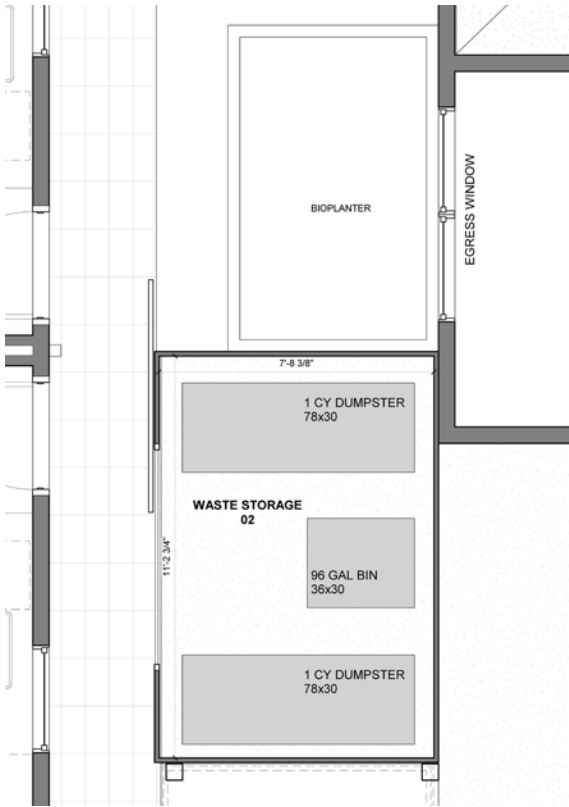 BIOPLANTER
EGRESS WINDOW
7'-8 3/8"
1 CY DUMPSTER
78x30
WASTE STORAGE
02
11'-2 3/4"
96 GAL BIN
36x30
1 CY DUMPSTER
78x30